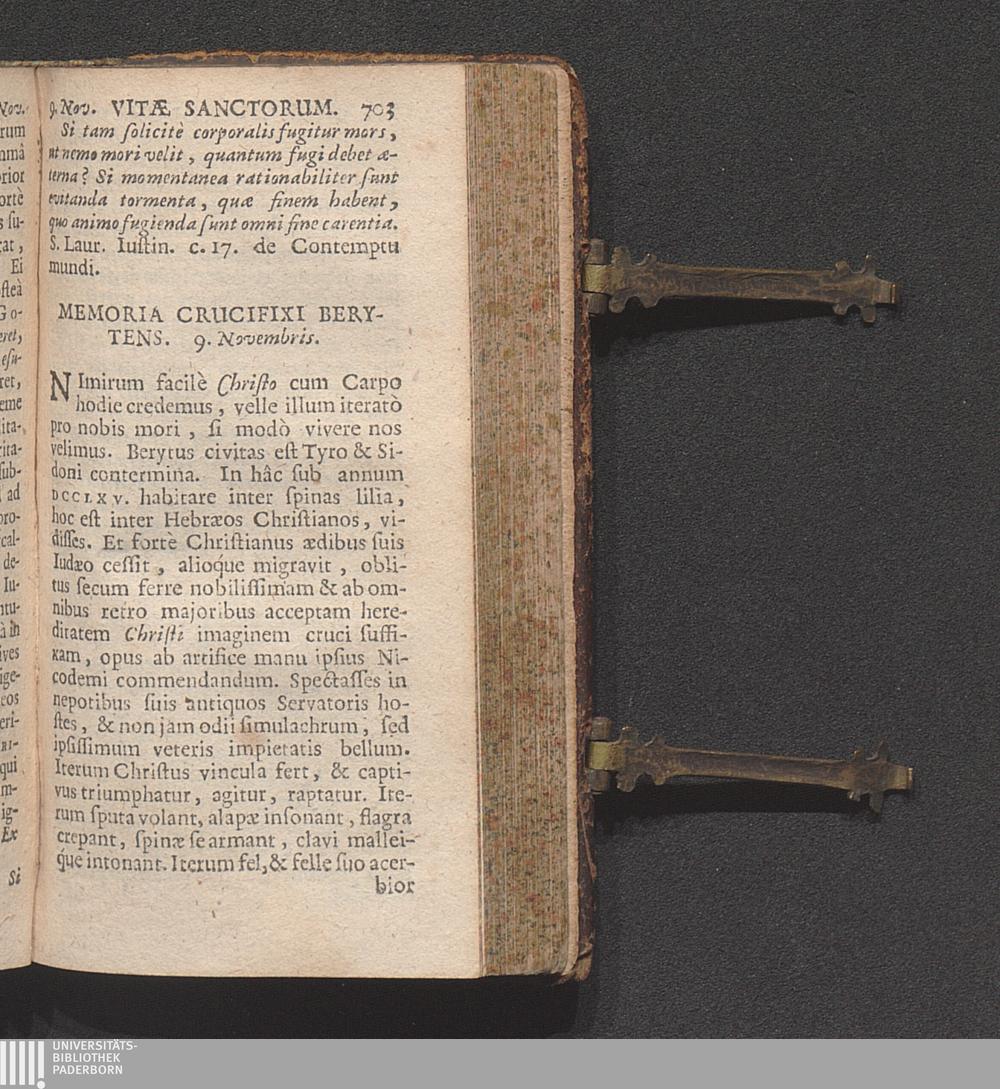 9. Nov. VITÆ SANCTORUM. 703
Si tam ſolicitè corporalis fugitur mors,
ut nemo mori velit, quantum fugi debet æ-
terna? Si momentanea rationabiliter ſunt
evitanda tormenta, quæ finem habent,
quo animo fugienda ſunt omni fine carentia.
S. Laur. Iuſtin. c. 17. de Contemptu
mundi.
MEMORIA CRUCIFIXI BERY-
TENS. 9. Novembris.
NImirum facilè Chriſto cum Carpo
hodie credemus, velle illum iteratò
pro nobis mori, ſi modò vivere nos
velimus. Berytus civitas eſt Tyro & Si-
doni contermina. In hâc ſub annum
DCCLXV. habitare inter ſpinas lilia,
hoc eſt inter Hebræos Chriſtianos, vi-
diſſes. Et fortè Chriſtianus ædibus ſuis
Iudæo ceſſit, alioque migravit, obli-
tus ſecum ferre nobiliſſimam & ab om-
nibus retro majoribus acceptam here-
ditatem Chriſti imaginem cruci ſuffi-
xam, opus ab artifice manu ipſius Ni-
codemi commendandum. Spectaſſes in
nepotibus ſuis antiquos Servatoris ho-
ſtes, & non jam odii ſimulachrum, ſed
ipſiſſimum veteris impietatis bellum.
Iterum Chriſtus vincula fert, & capti-
vus triumphatur, agitur, raptatur. Ite-
rum ſputa volant, alapæ inſonant, flagra
crepant, ſpinæ ſe armant, clavi mallei-
que intonant. Iterum fel, & felle ſuo acer-
bior
UNIVERSITÄTS-
BIBLIOTHEK
PADERBORN